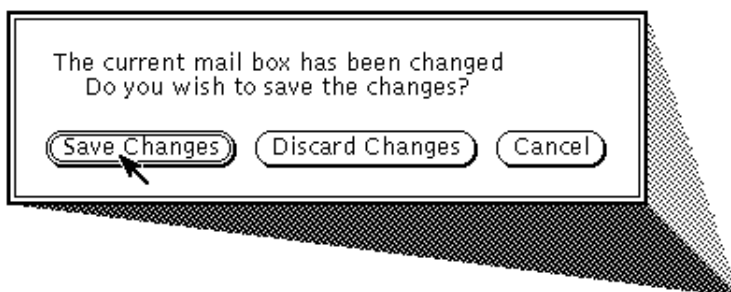 The current mail box has been changed
Do you wish to save the changes?
Save Changes Discard Changes Cancel